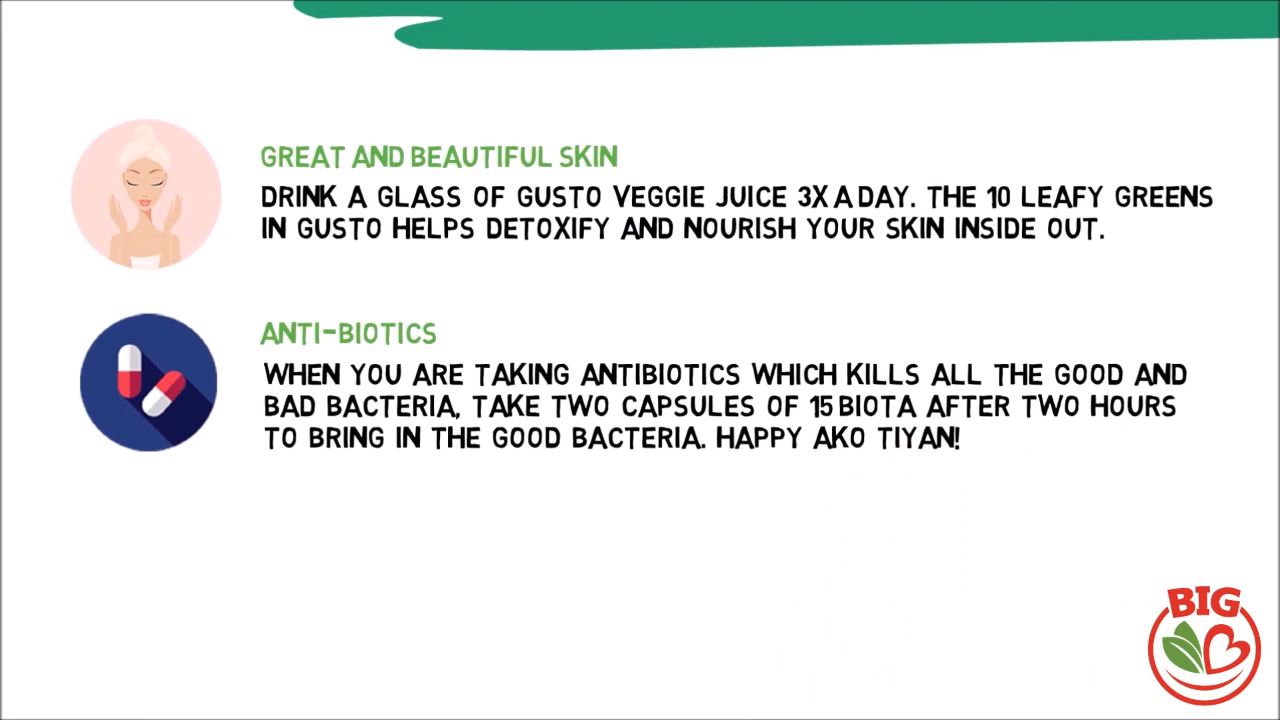 GREAT AND BEAUTIFUL SKIN
DRINK A GLASS OF GUSTO VEGGIE JUICE 3X A DAY. THE 10 LEAFY GREENS
IN GUSTO HELPS DETOXIFY AND NOURISH YOUR SKIN INSIDE OUT.
ANTI-BIOTICS
WHEN YOU ARE TAKING ANTIBIOTICS WHICH KILLS ALL THE GOOD AND
BAD BACTERIA, TAKE TWO CAPSULES OF 15 BIOTA AFTER TWO HOURS
TO BRING IN THE GOOD BACTERIA. HAPPY AKO TIYAN!
BIG